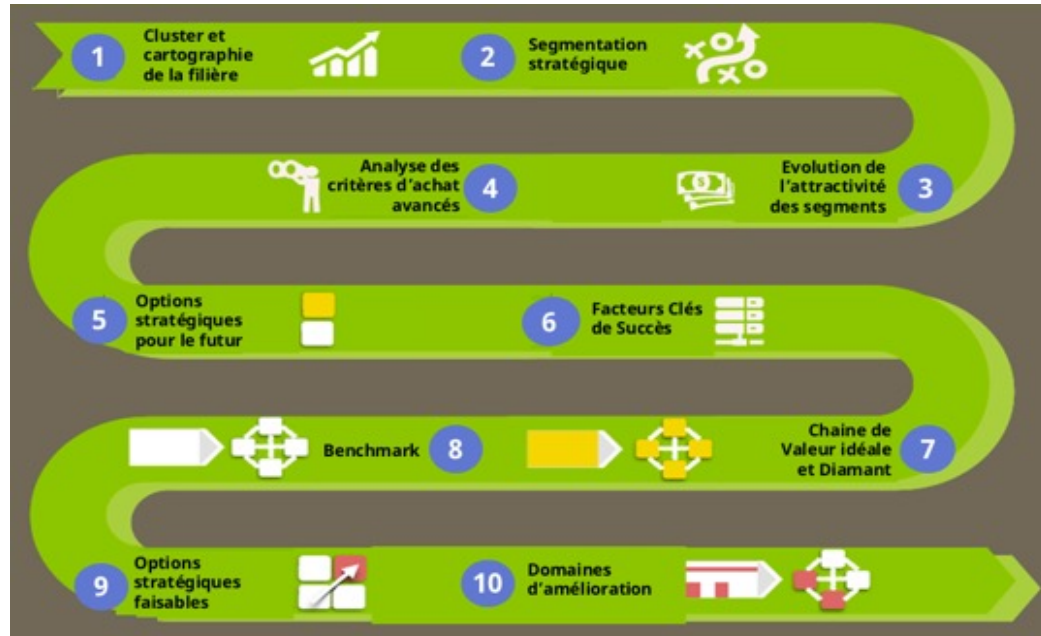 1
Cluster et
cartographie
de la filière
2
Segmentation
stratégique
3
Evolution de
l'attractivité
des segments
4
Analyse des
critères d'achat
avancés
5
Options
stratégiques
pour le futur
6
Facteurs Clés
de Succès
7
Chaine de
Valeur idéale
et Diamant
8
Benchmark
9
Options
stratégiques
faisables
10
Domaines
d'amélioration